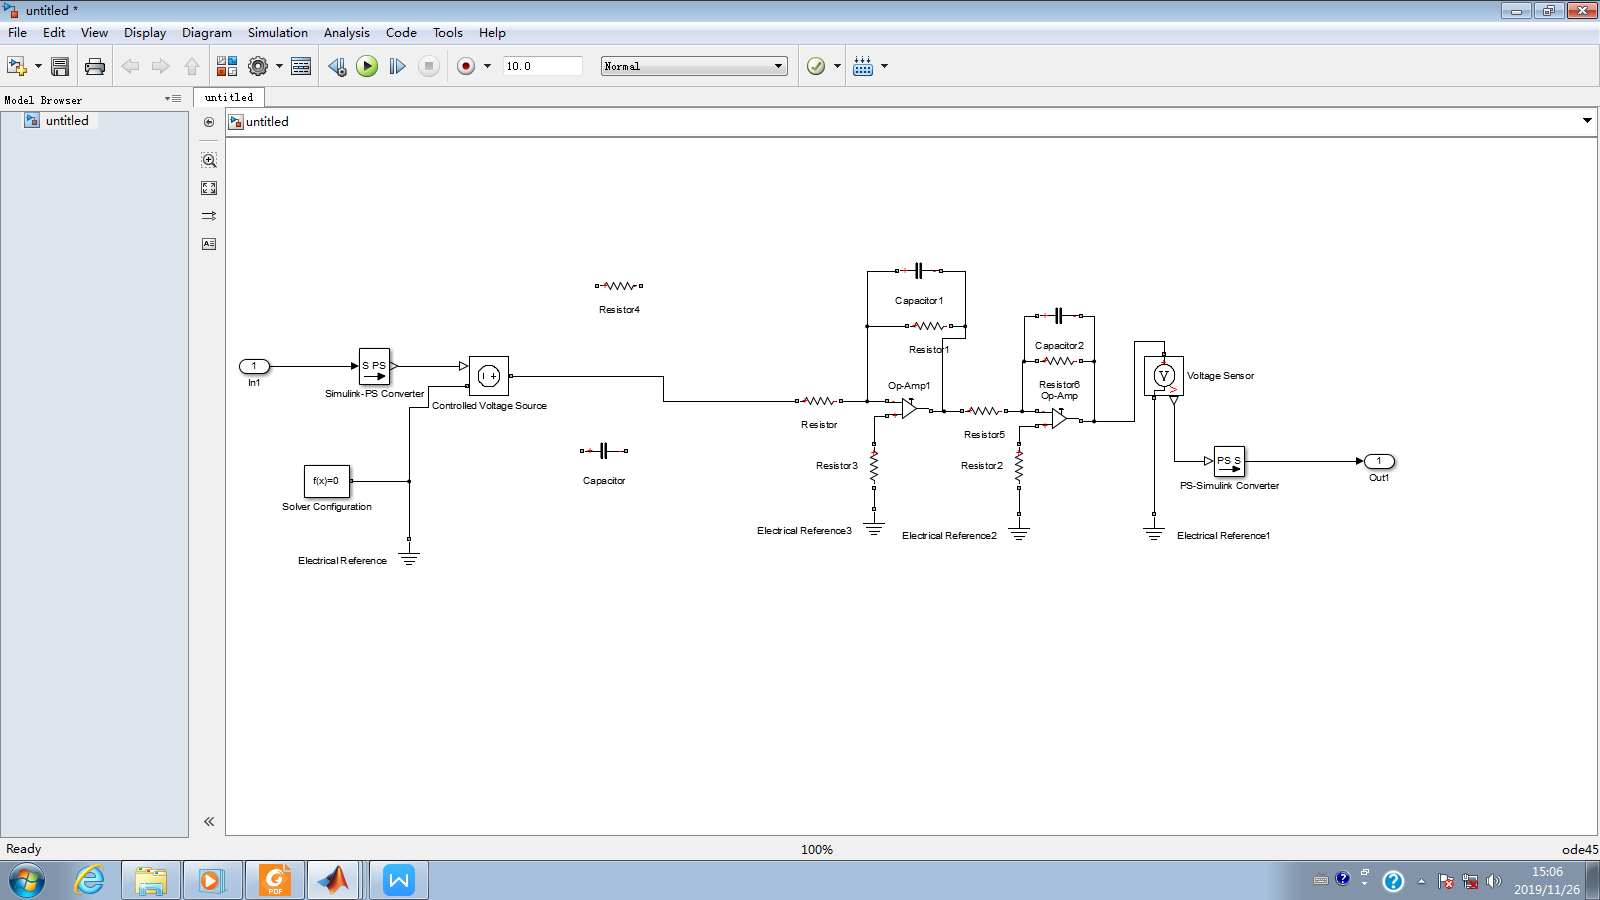 untitled *
File Edit View Display Diagram Simulation Analysis Code Tools Help
10.0 Normal
Model Browser
untitled
untitled
untitled
Capacitor1
Resistor4
Capacitor2
Resistor1
1
In1
S PS
Simulink-PS Converter
Controlled Voltage Source
Op-Amp1
Resistor6
Op-Amp
V
Voltage Sensor
Resistor
Resistor5
Resistor3
Resistor2
PS S
PS-Simulink Converter
1
Out1
Capacitor
f(x)=0
Solver Configuration
Electrical Reference3
Electrical Reference2
Electrical Reference1
Electrical Reference
Ready 100% ode45
PDF
W
15:06
2019/11/26